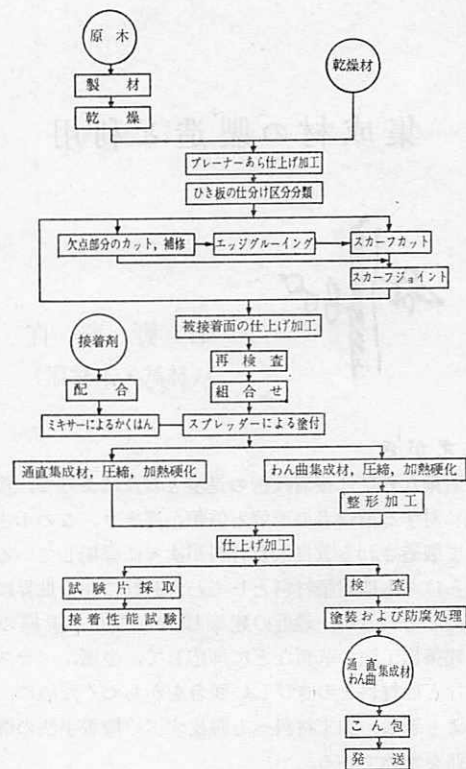 原木
乾燥材
製材
乾燥
プレーナーあら仕上げ加工
ひき板の仕分け区分分類
欠点部分のカット，補修
エッジグルーイング
スカーフカット
スカーフジョイント
被接着面の仕上げ加工
接着剤
再検査
配合
組合せ
ミキサーによるかくはん
スプレッダーによる塗付
通直集成材，圧締，加熱硬化
わん曲集成材，圧締，加熱硬化
整形加工
仕上げ加工
試験片採取
検査
接着性能試験
塗装および防腐処理
通直
わん曲
集成材
こん包
発送